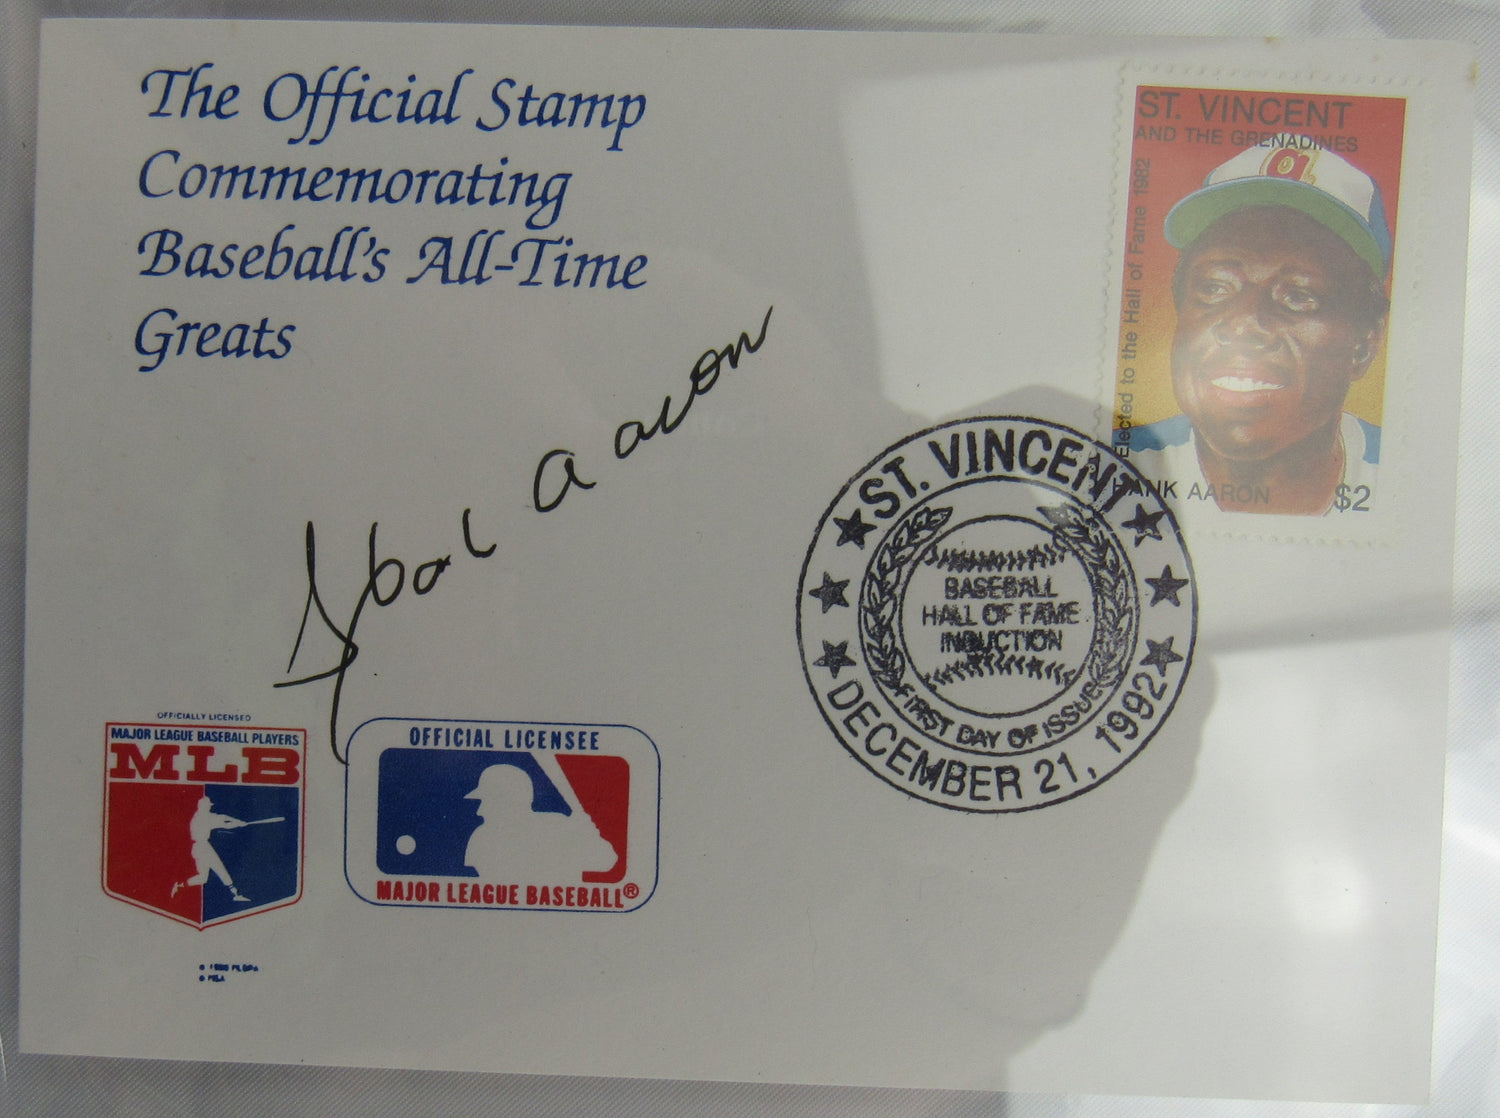 The Official Stamp
Commemorating
Baseball's All-Time
Greats
ST. VINCENT
AND THE GRENADINES
a
Elected to the Hall of Fame 1982
HANK AARON
$2
Aaron
ST. VINCENT
BASEBALL
HALL OF FAME
INDUCTION
FIRST DAY OF ISSUE
DECEMBER 21, 1992
OFFICIALLY LICENSED
MAJOR LEAGUE BASEBALL PLAYERS
MLB
OFFICIAL LICENSEE
MAJOR LEAGUE BASEBALL®